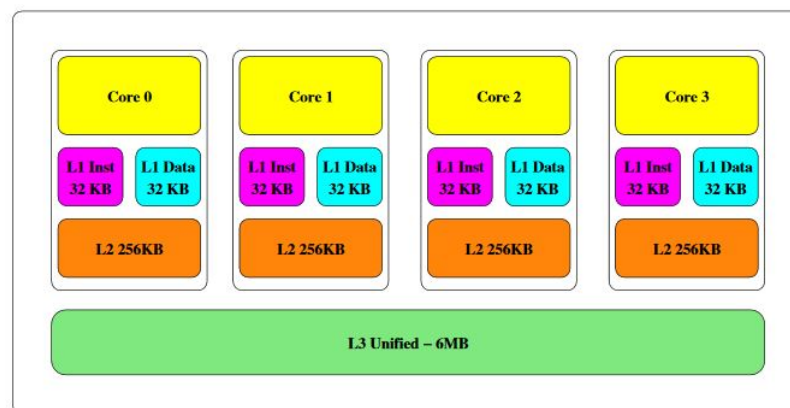 Core 0
Core 1
Core 2
Core 3
L1 Inst
32 KB
L1 Data
32 KB
L1 Inst
32 KB
L1 Data
32 KB
L1 Inst
32 KB
L1 Data
32 KB
L1 Inst
32 KB
L1 Data
32 KB
L2 256KB
L2 256KB
L2 256KB
L2 256KB
L3 Unified – 6MB